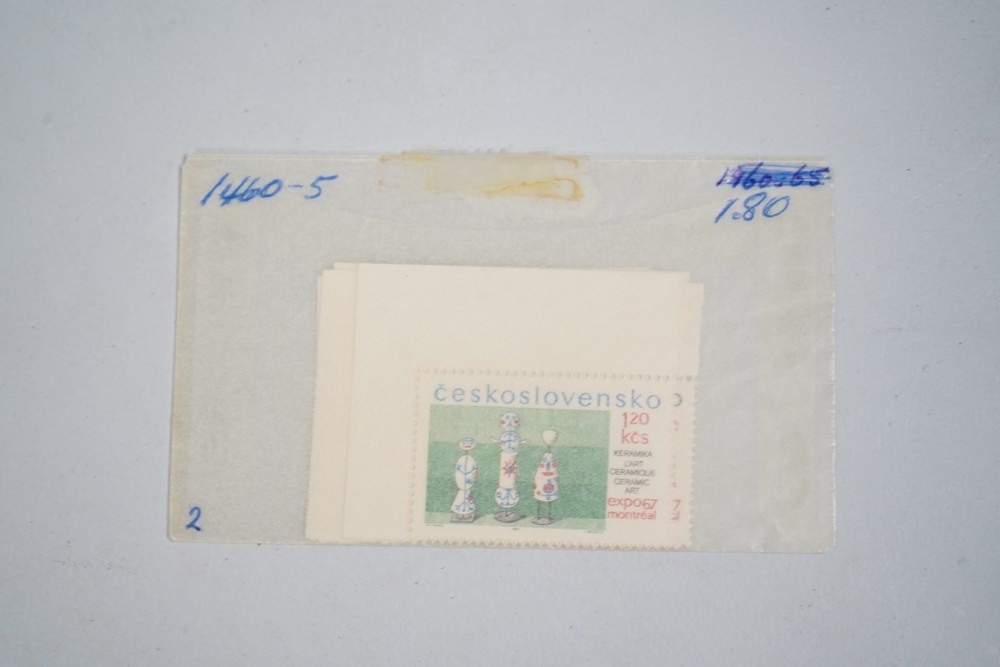 1460-5
1460-65
1.80
československo
1,20
kčs
KERAMIKA
L'ART
CERAMIQUE
CERAMIC
ART
expo67
montréal
2